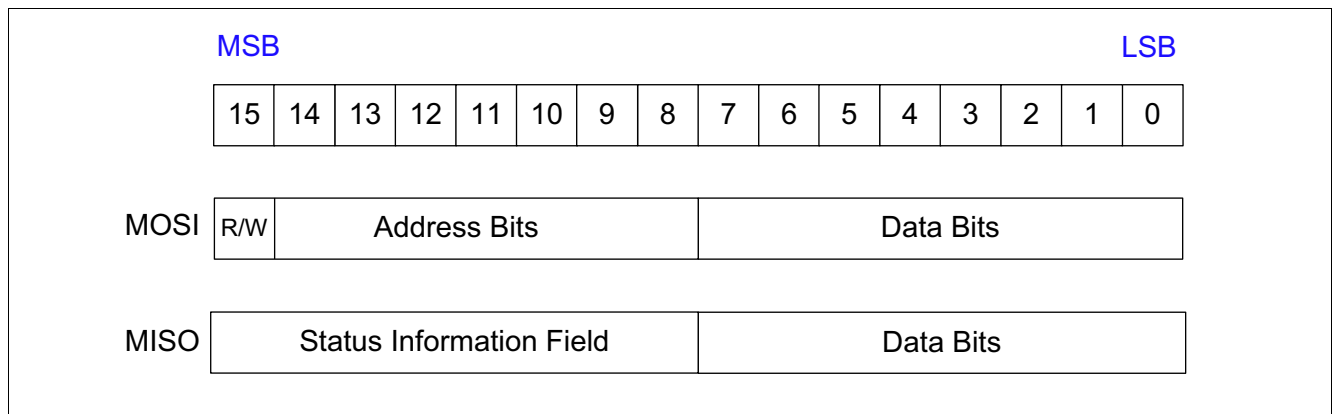 MSB LSB
15 14 13 12 11 10 9 8 7 6 5 4 3 2 1 0
MOSI R/W Address Bits Data Bits
MISO Status Information Field Data Bits